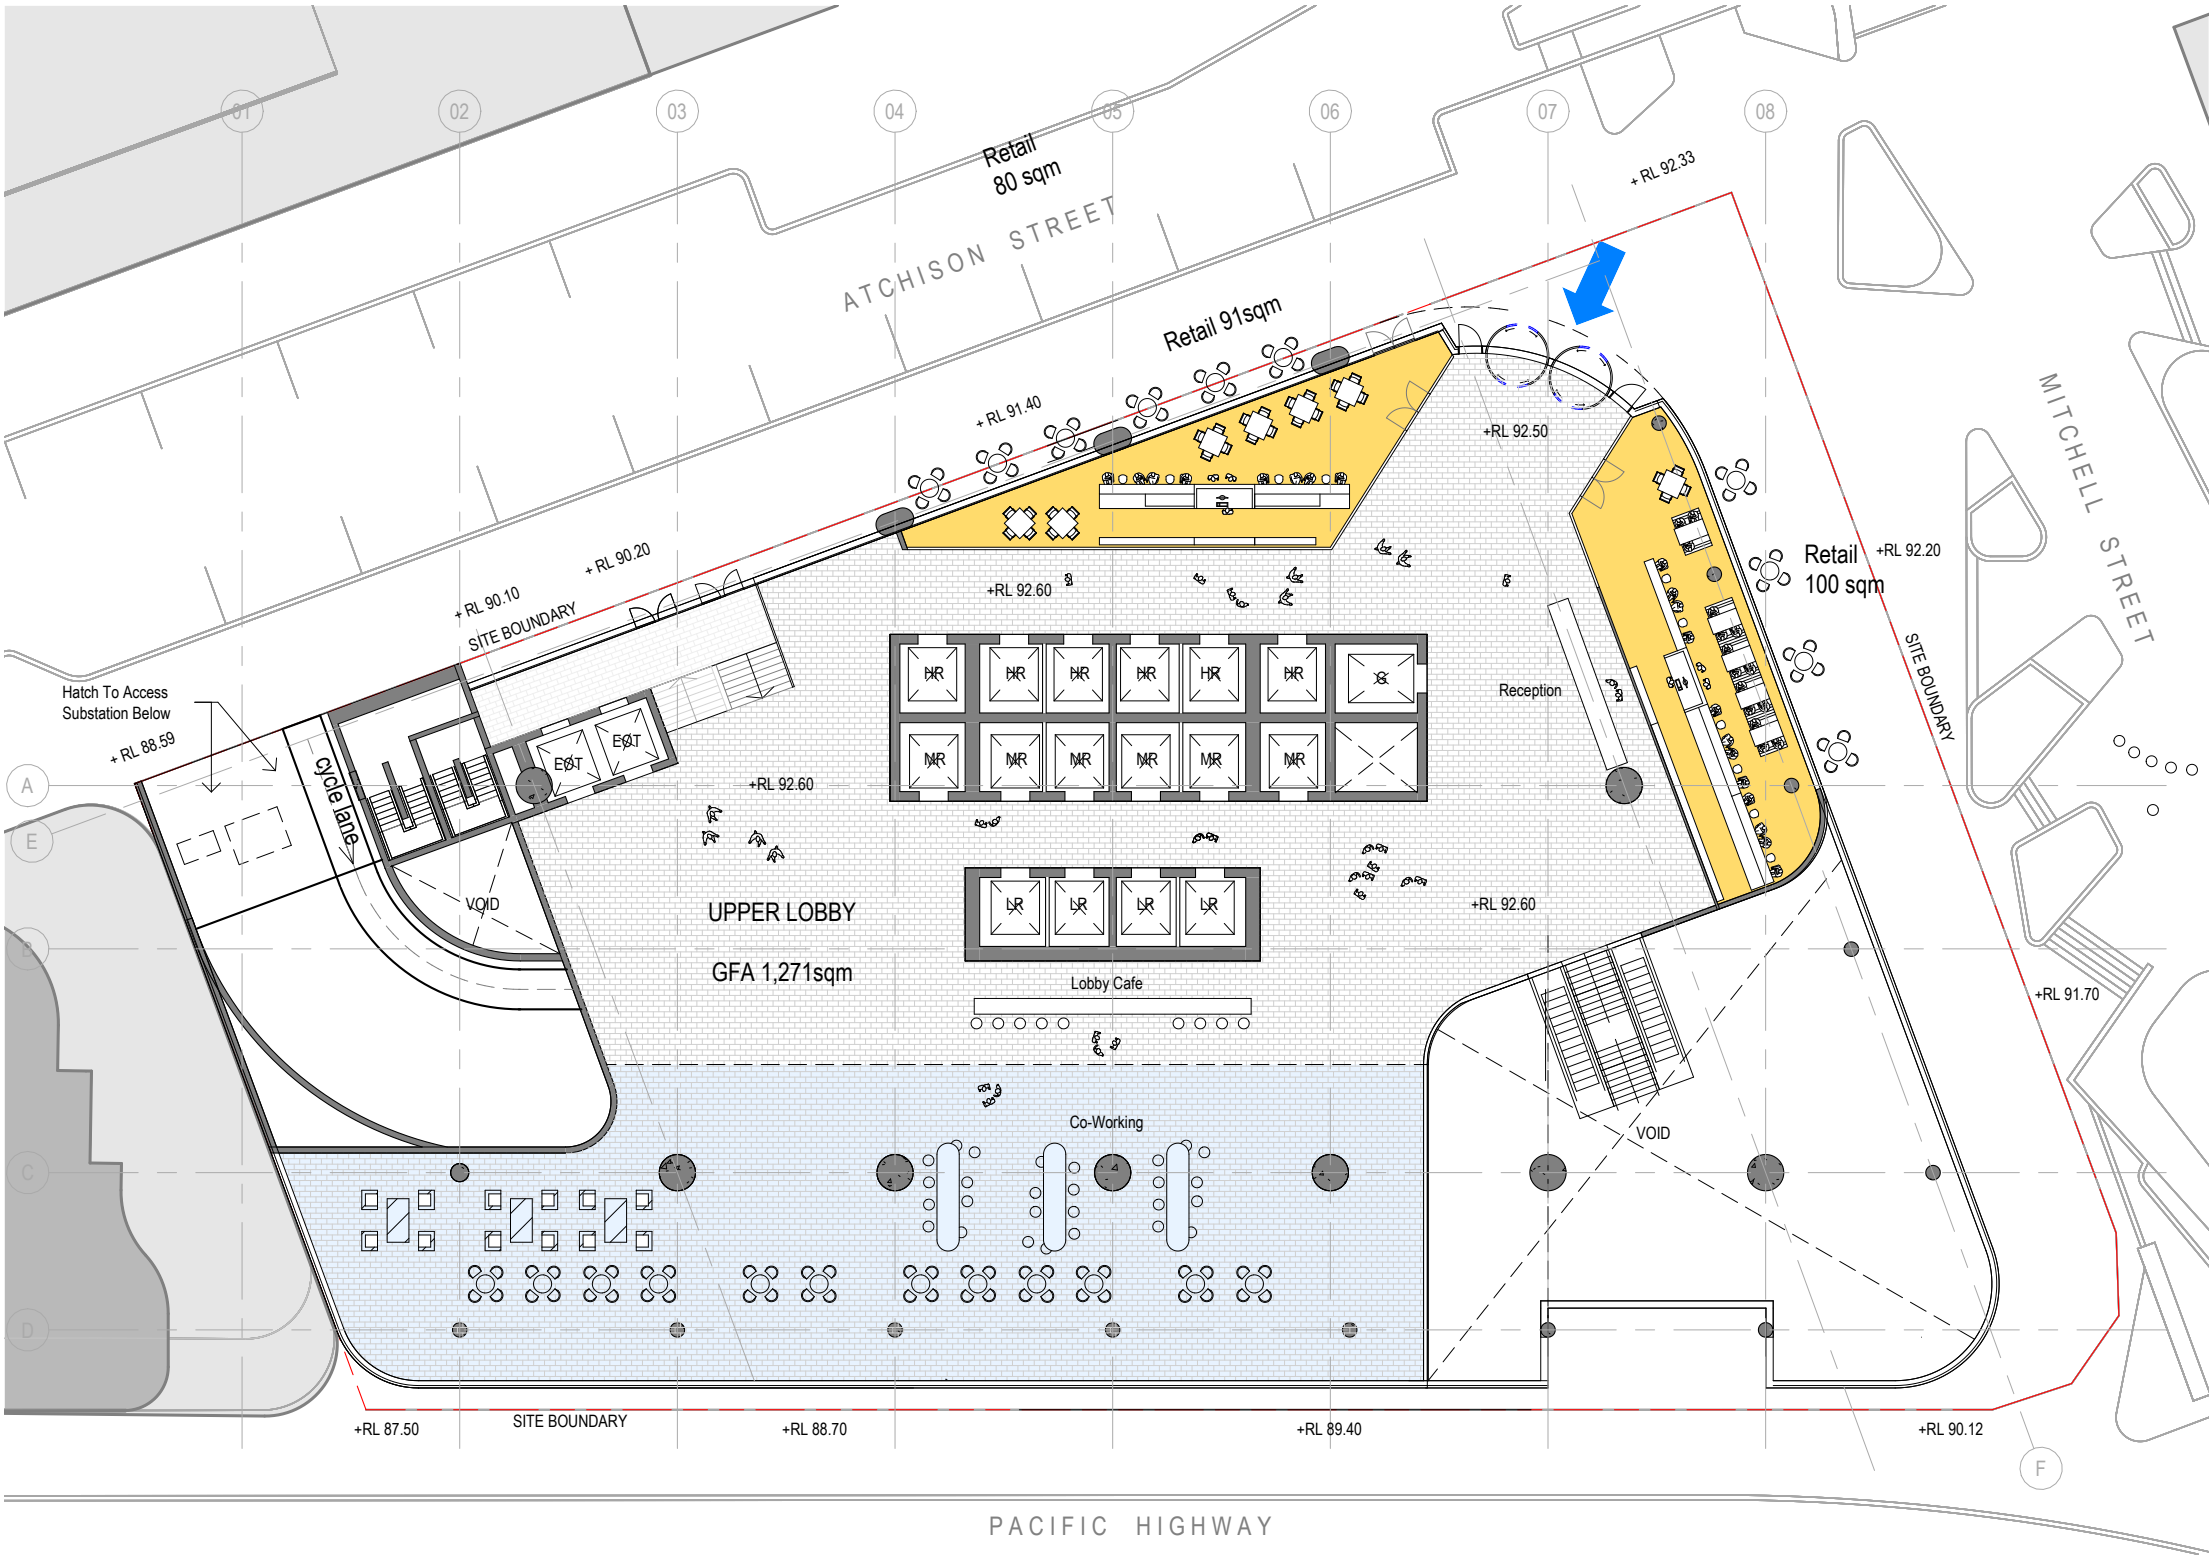 01
02
03
04
05
06
07
08
Retail
80 sqm
ATCHISON STREET
+ RL 92.33
Retail 91sqm
+ RL 91.40
+RL 92.50
MITCHELL STREET
+ RL 90.20
+ RL 90.10
SITE BOUNDARY
+RL 92.60
Retail
100 sqm
+RL 92.20
Hatch To Access
Substation Below
+ RL 88.59
cycle lane
HR
HR
HR
HR
HR
HR
G
Reception
SITE BOUNDARY
EOT
EOT
MR
MR
MR
MR
MR
MR
+RL 92.60
A
E
VOID
UPPER LOBBY
GFA 1,271sqm
LR
LR
LR
LR
+RL 92.60
B
Lobby Cafe
+RL 91.70
Co-Working
VOID
C
D
+RL 87.50
SITE BOUNDARY
+RL 88.70
+RL 89.40
+RL 90.12
F
PACIFIC HIGHWAY